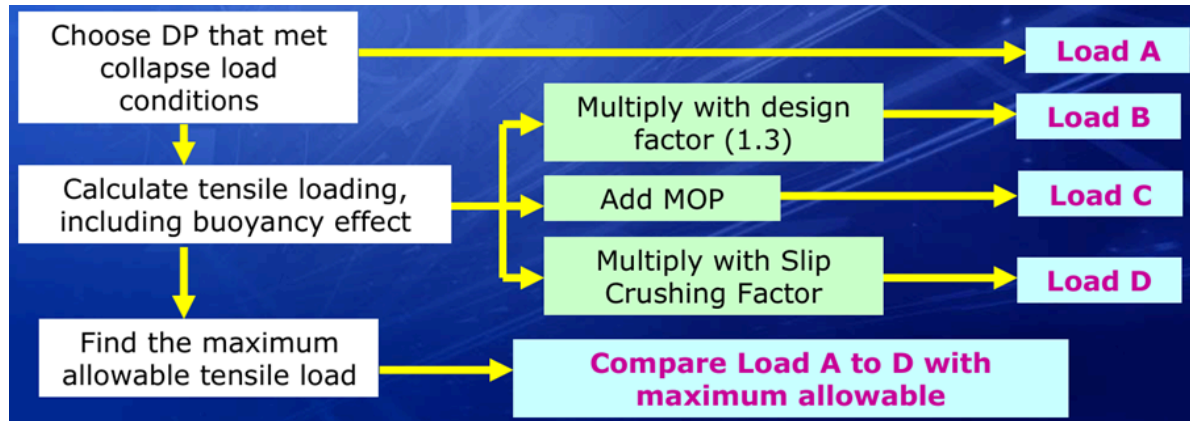 Choose DP that met
collapse load
conditions
Load A
Multiply with design
factor (1.3)
Load B
Calculate tensile loading,
including buoyancy effect
Add MOP
Load C
Multiply with Slip
Crushing Factor
Load D
Find the maximum
allowable tensile load
Compare Load A to D with
maximum allowable